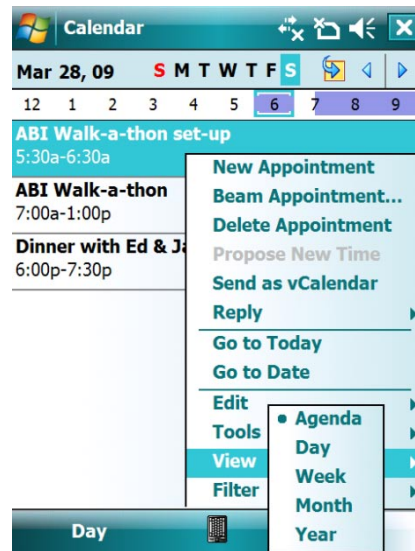 Calendar
Mar 28, 09 S M T W T F S
12 1 2 3 4 5 6 7 8 9
ABI Walk-a-thon set-up
5:30a-6:30a
ABI Walk-a-thon
7:00a-1:00p
Dinner with Ed &
6:00p-7:30p
New Appointment
Beam Appointment...
Delete Appointment
Propose New Time
Send as vCalendar
Reply
Go to Today
Go to Date
Edit
Tools
View
Filter
Agenda
Day
Week
Month
Year
Day